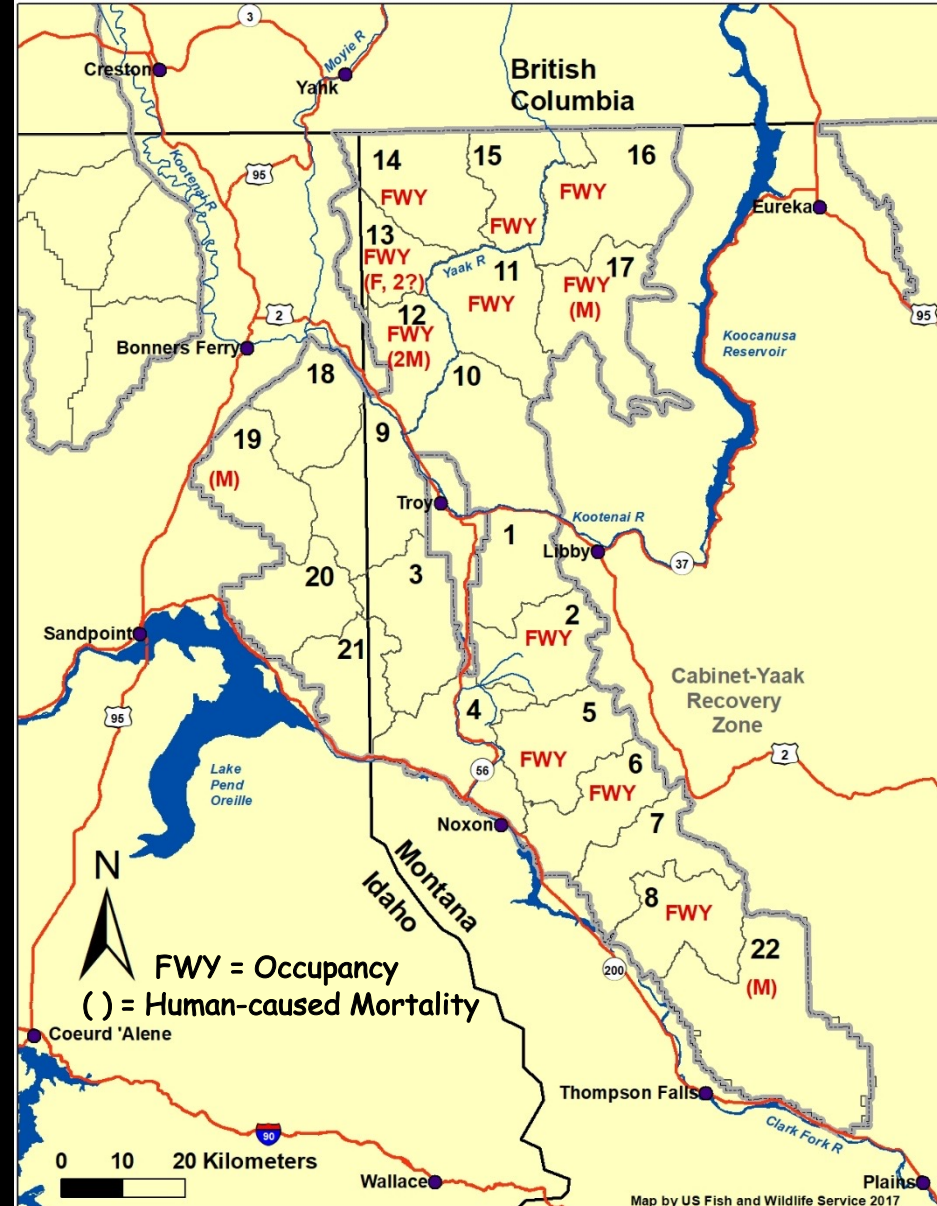 3
Creston
Moyie R
Yahk
British
Columbia
Kootenai R
95
14
15
16
FWY
FWY
FWY
Eureka
13
FWY
(F, 2?)
Yaak R
11
FWY
17
FWY
(M)
12
FWY
(2M)
2
95
Bonners Ferry
Koocanusa
Reservoir
18
10
19
(M)
9
Troy
Kootenai R
1
Libby
37
20
3
2
FWY
Sandpoint
21
Cabinet-Yaak
Recovery
Zone
95
4
5
FWY
6
FWY
2
Lake
Pend
Oreille
56
Noxon
7
N
Montana
Idaho
8
FWY
22
(M)
200
FWY = Occupancy
( ) = Human-caused Mortality
Coeurd 'Alene
Thompson Falls
Clark Fork R
90
0 10 20 Kilometers
Wallace
Plains
Map by US Fish and Wildlife Service 2017